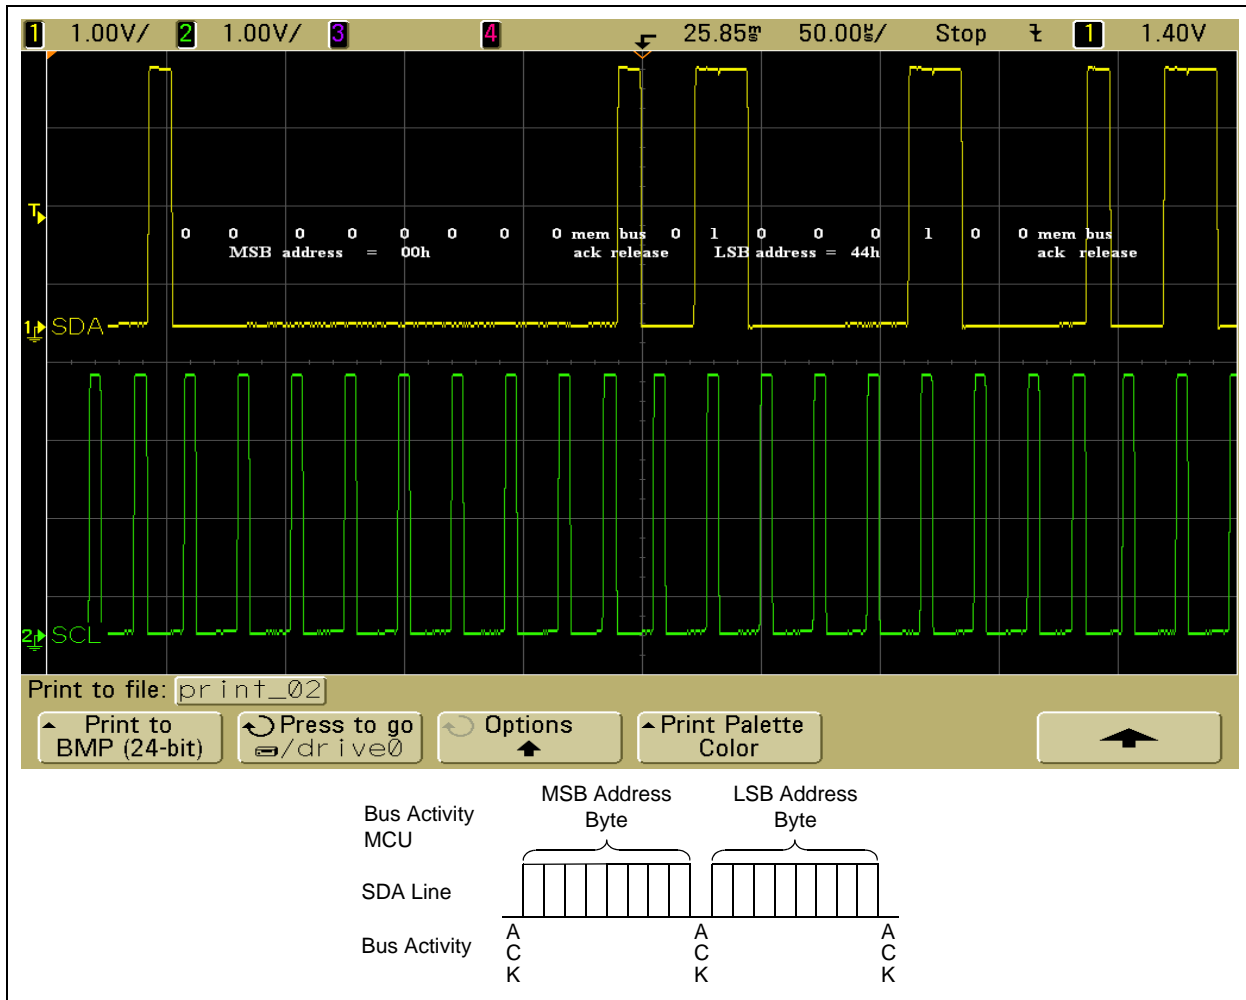 1 1.00V/ 2 1.00V/ 3 4 25.85ms 50.00us/ Stop 1 1.40V
T
0 0 0 0 0 0 0 0 mem bus 0 1 0 0 0 1 0 0 mem bus
MSB address = 00h ack release LSB address = 44h ack release
1 SDA
2 SCL
Print to file: print_02
Print to Press to go Options Print Palette
BMP (24-bit) /drive0 Color
MSB Address LSB Address
Bus Activity Byte Byte
MCU
SDA Line
Bus Activity A A A
C C C
K K K